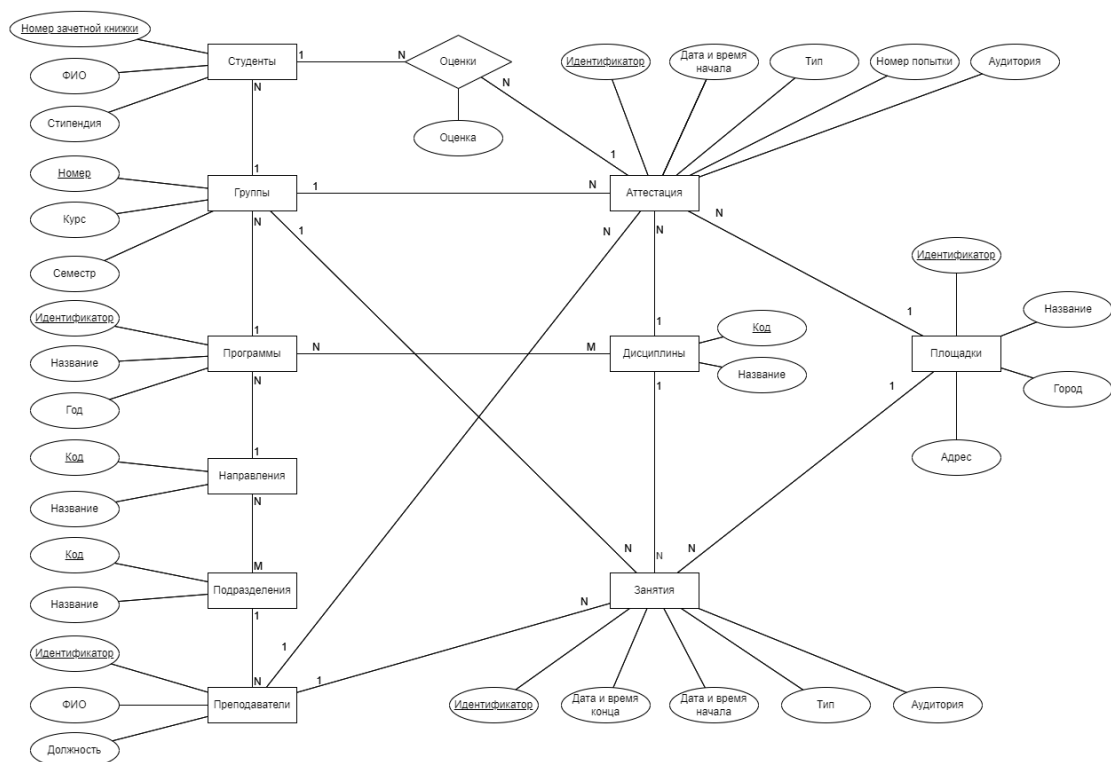 Номер зачетной книжки
ФИО
Стипендия
Студенты
1
N
Оценки
N
Оценка
Идентификатор
Дата и время
начала
Тип
Номер попытки
Аудитория
N
1
1
Номер
Курс
Семестр
Группы
1
N
Аттестация
N
1
N
N
N
Идентификатор
Название
Площадки
Город
Адрес
1
1
Идентификатор
Название
Год
1
Программы
N
M
1
Дисциплины
Код
Название
1
N
1
Код
Название
Направления
N
M
Код
Название
Подразделения
1
N
N
N
N
Занятия
Идентификатор
ФИО
Должность
N
Преподаватели
1
1
Идентификатор
Дата и время
конца
Дата и время
начала
Тип
Аудитория